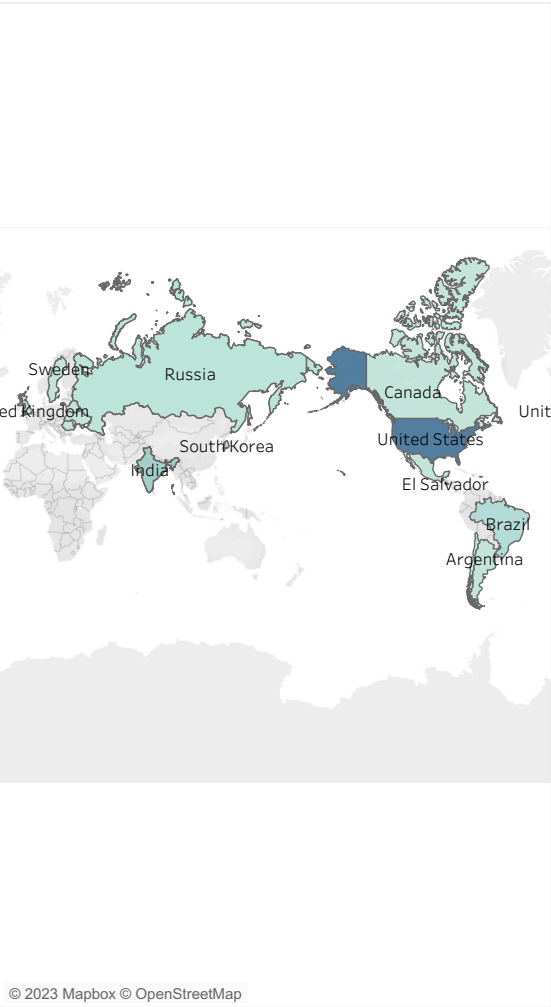 Sweden
Russia
Canada
ed Kingdom
Unit
United States
South Korea
India
El Salvador
Brazil
Argentina
© 2023 Mapbox © OpenStreetMap